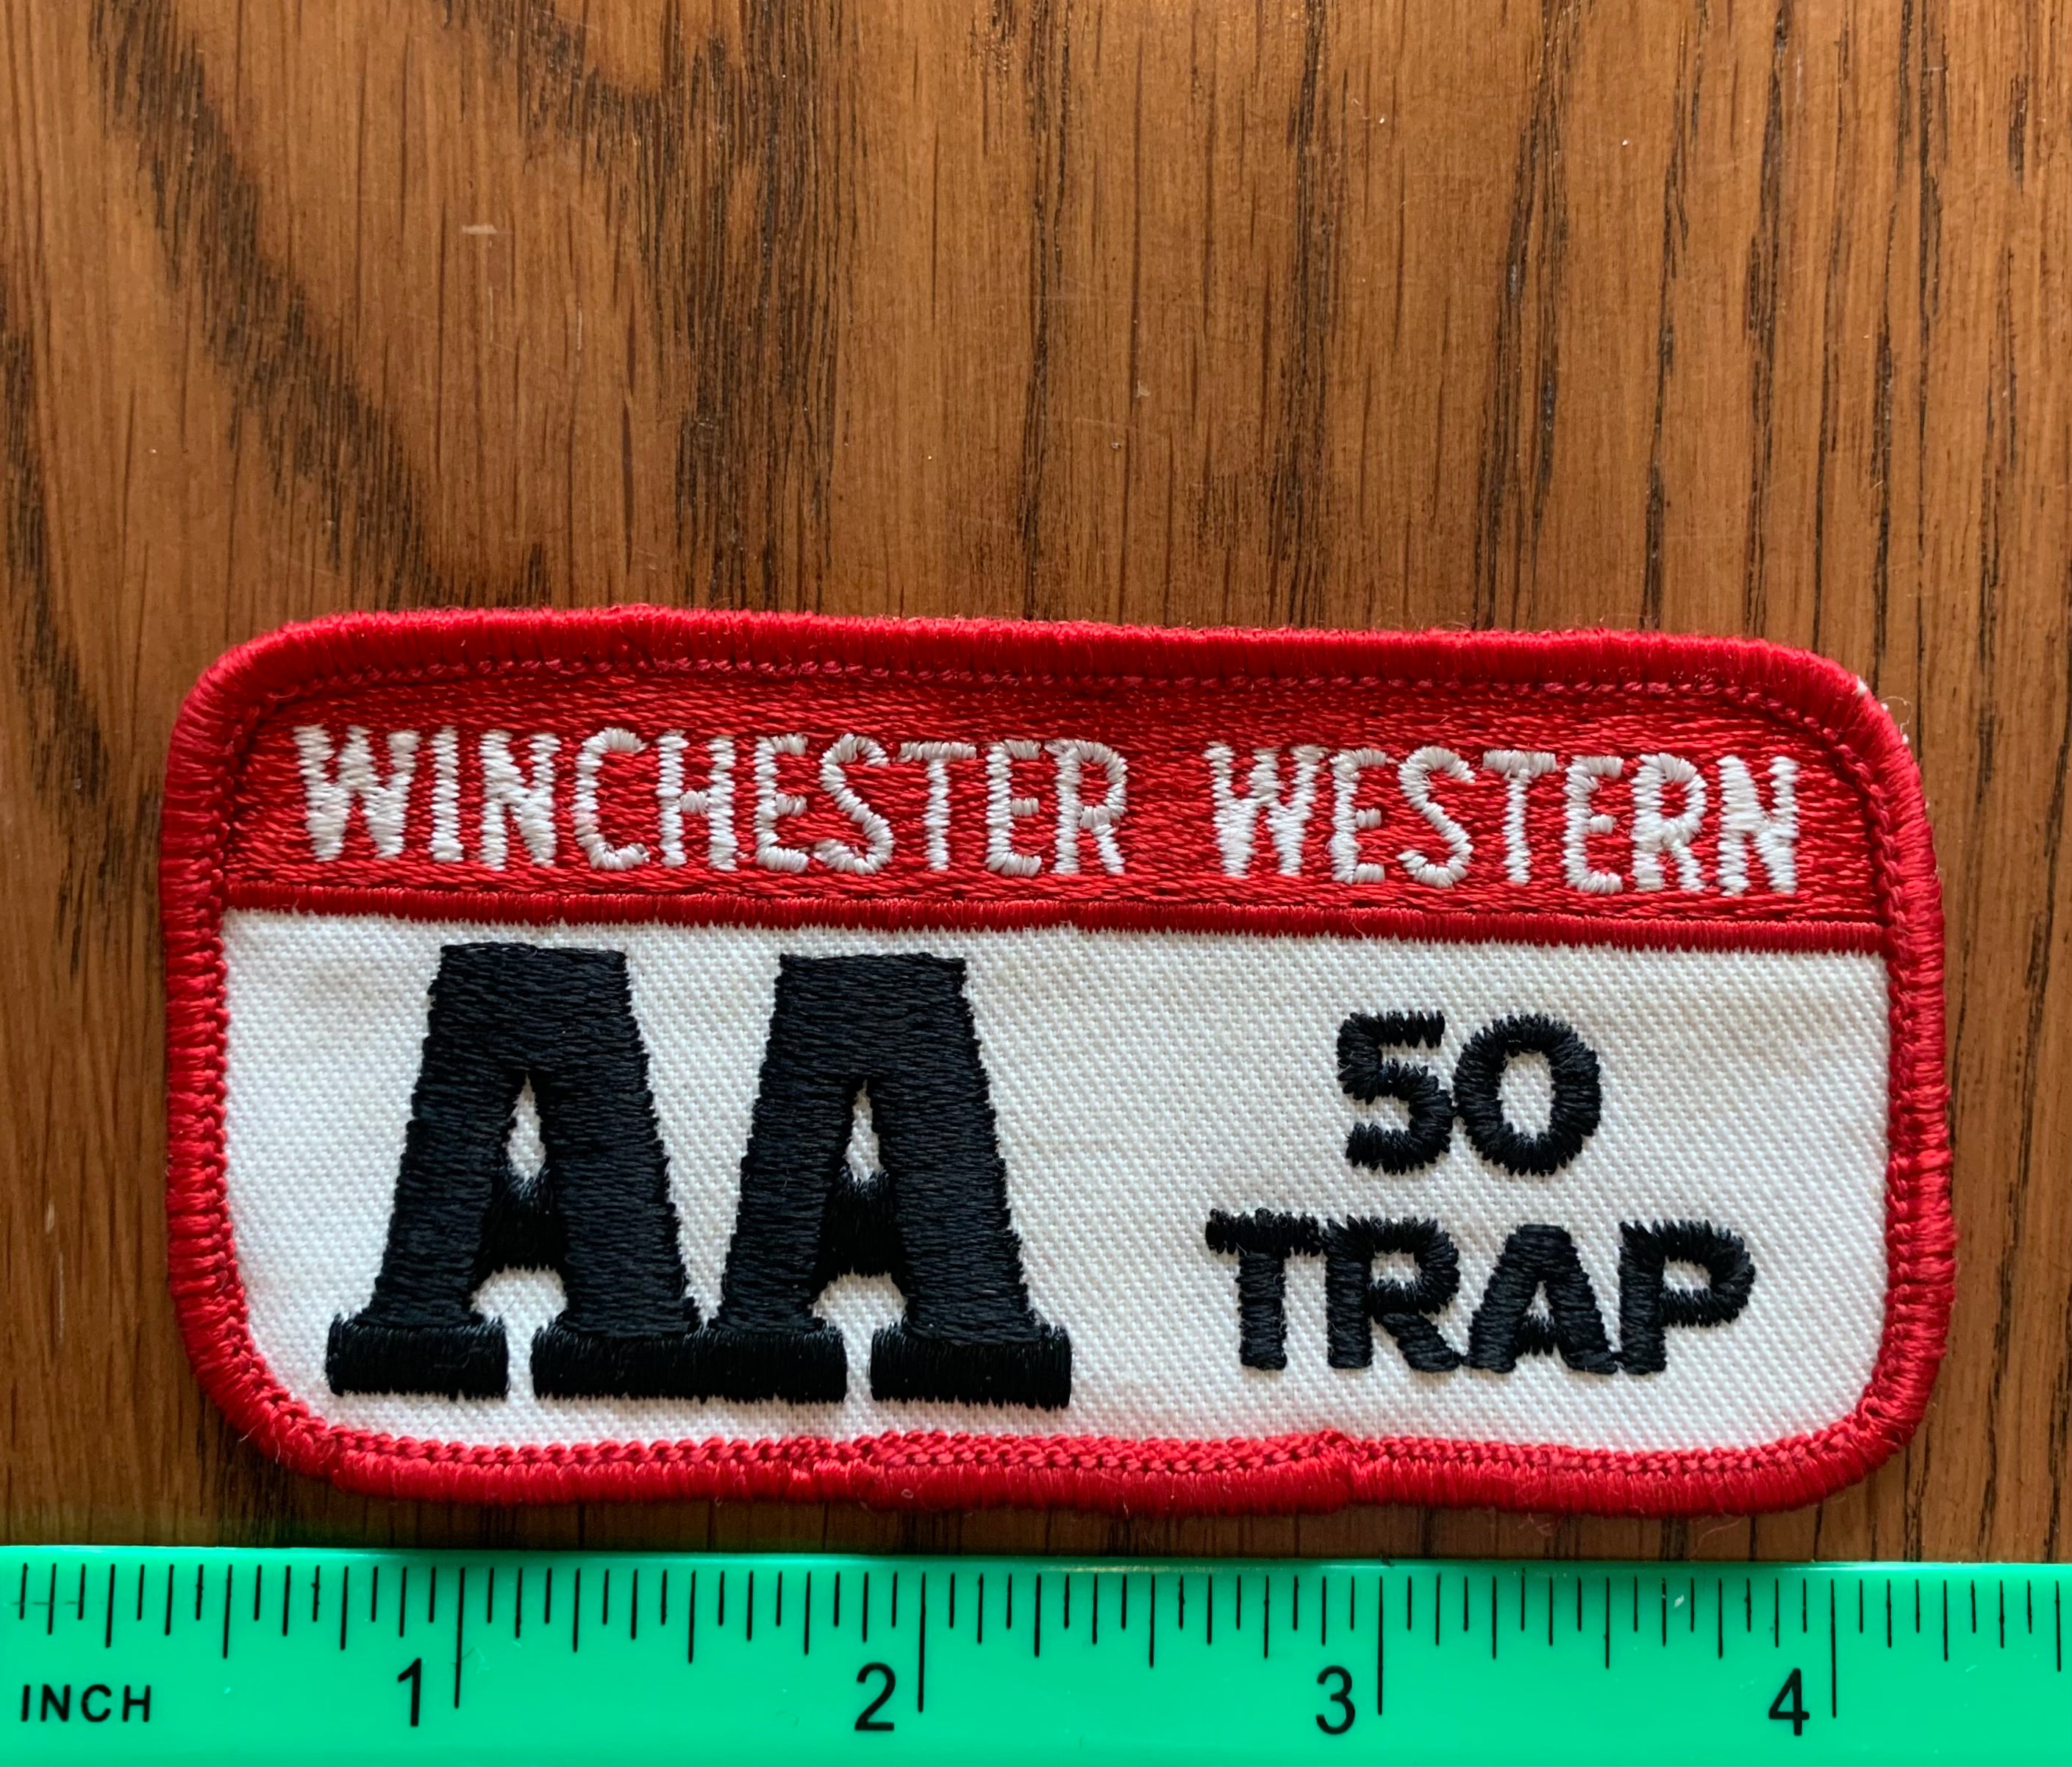 WINCHESTER WESTERN
AA
50
TRAP
1 2 3 4
INCH